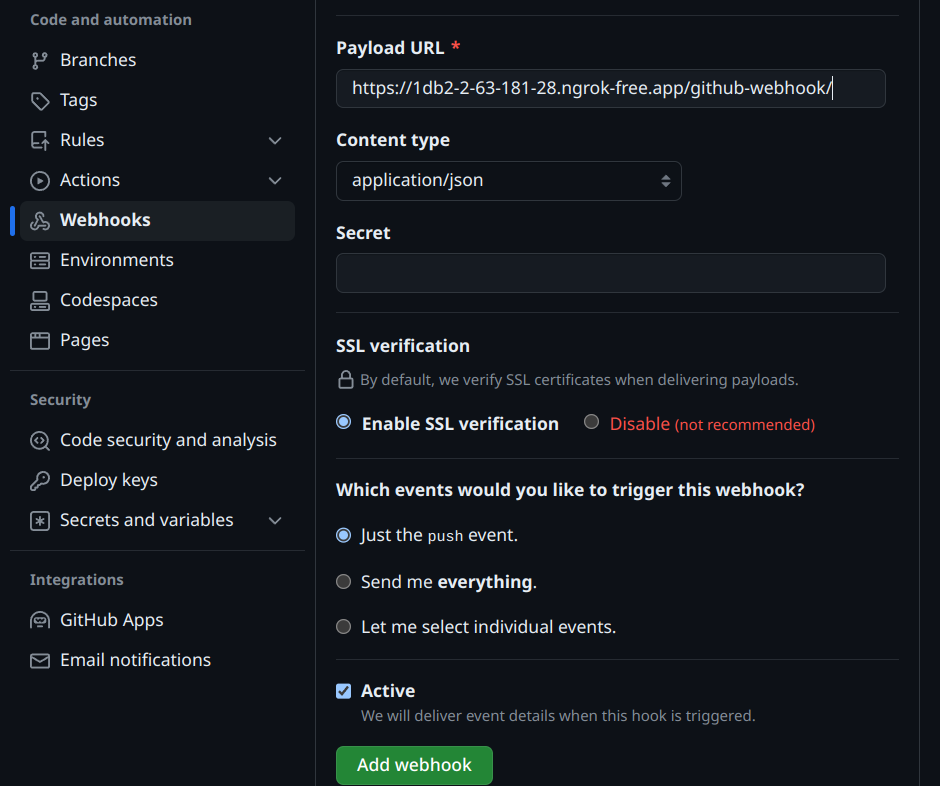 Code and automation
Branches
Tags
Rules
Actions
Webhooks
Environments
Codespaces
Pages
Security
Code security and analysis
Deploy keys
Secrets and variables
Integrations
GitHub Apps
Email notifications
Payload URL *
https://1db2-2-63-181-28.ngrok-free.app/github-webhook/
Content type
application/json
Secret
SSL verification
By default, we verify SSL certificates when delivering payloads.
Enable SSL verification Disable (not recommended)
Which events would you like to trigger this webhook?
Just the push event.
Send me everything.
Let me select individual events.
Active
We will deliver event details when this hook is triggered.
Add webhook